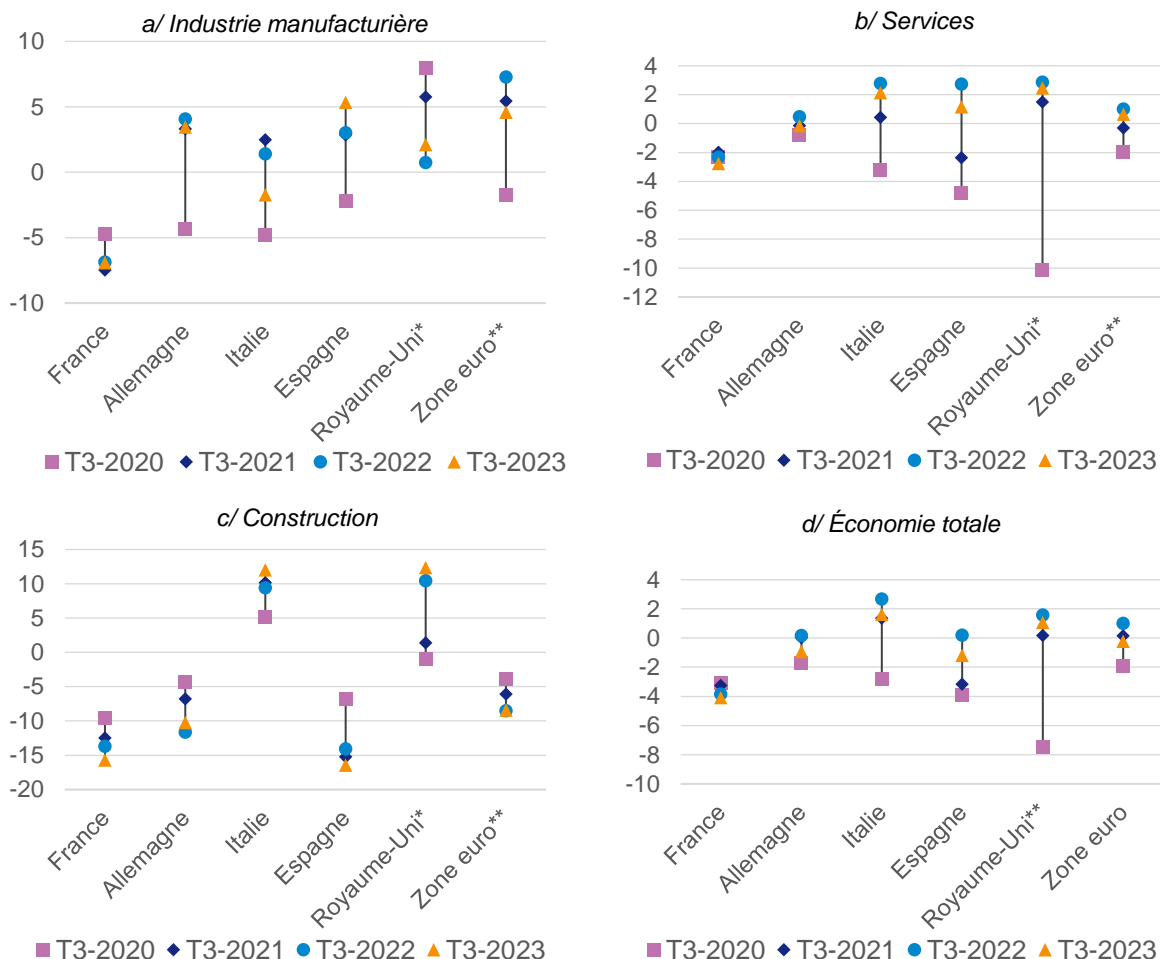 a/ Industrie manufacturière
10
5
0
-5
-10
France
Allemagne
Italie
Espagne
Royaume-Uni*
Zone euro**
T3-2020 T3-2021 T3-2022 T3-2023
b/ Services
4
2
0
-2
-4
-6
-8
-10
-12
France
Allemagne
Italie
Espagne
Royaume-Uni*
Zone euro**
T3-2020 T3-2021 T3-2022 T3-2023
c/ Construction
15
10
5
0
-5
-10
-15
-20
France
Allemagne
Italie
Espagne
Royaume-Uni*
Zone euro**
T3-2020 T3-2021 T3-2022 T3-2023
d/ Économie totale
4
2
0
-2
-4
-6
-8
-10
France
Allemagne
Italie
Espagne
Royaume-Uni**
Zone euro
T3-2020 T3-2021 T3-2022 T3-2023